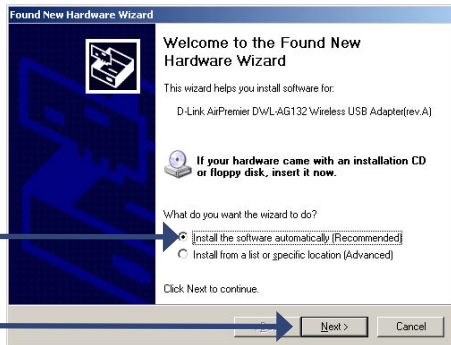 Found New Hardware Wizard
Welcome to the Found New
Hardware Wizard
This wizard helps you install software for:
D-Link AirPremier DWL-AG132 Wireless USB Adapter(rev.A)
If your hardware came with an installation CD
or floppy disk, insert it now.
What do you want the wizard to do?
Install the software automatically (Recommended)
Install from a list or specific location (Advanced)
Click Next to continue.
Next >
Cancel